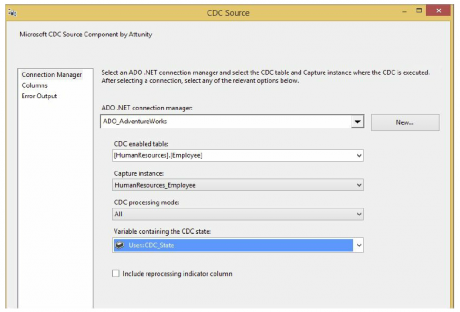 CDC Source
Microsoft CDC Source Component by Attunity
Connection Manager
Columns
Error Output
Select an ADO .NET connection manager and select the CDC table and Capture instance where the CDC is executed.
After selecting a connection, select any of the relevant options below.
ADO .NET connection manager:
ADO_AdventureWorks
New...
CDC enabled table:
[HumanResources].[Employee]
Capture instance:
HumanResources_Employee
CDC processing mode:
All
Variable containing the CDC state:
User::CDC_State
Include reprocessing indicator column